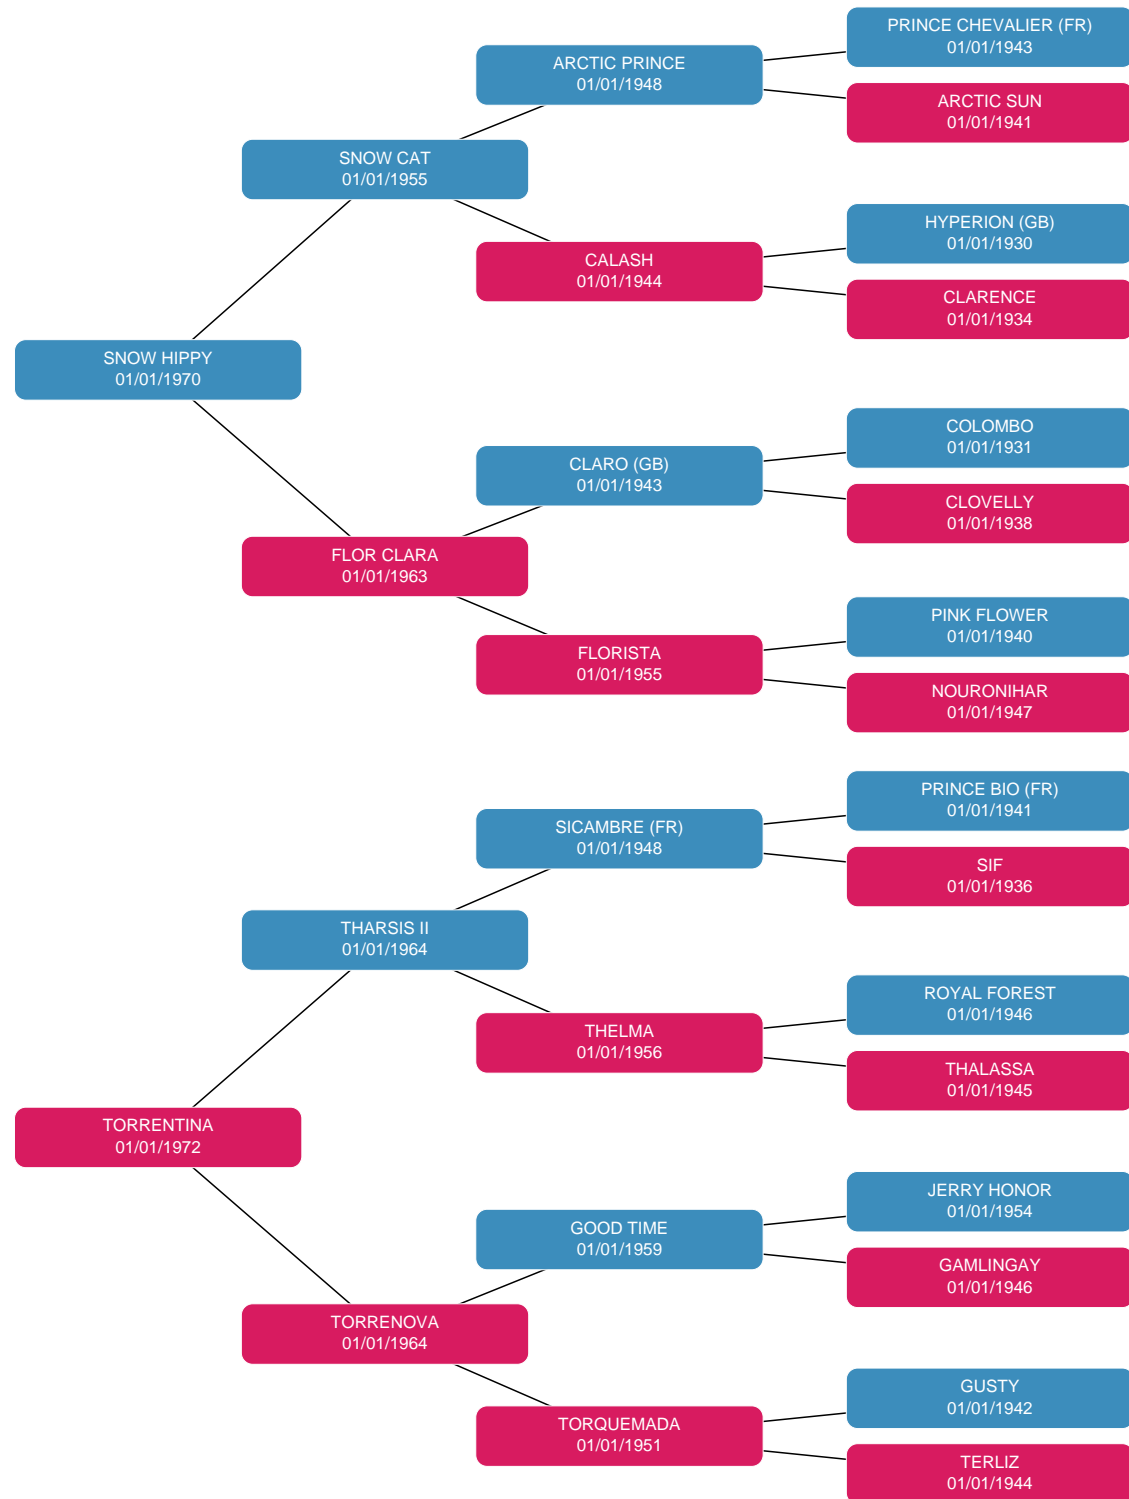 PRINCE CHEVALIER (FR)
01/01/1943
ARCTIC PRINCE
01/01/1948
ARCTIC SUN
01/01/1941
SNOW CAT
01/01/1955
HYPERION (GB)
01/01/1930
CALASH
01/01/1944
CLARENCE
01/01/1934
SNOW HIPPY
01/01/1970
COLOMBO
01/01/1931
CLARO (GB)
01/01/1943
CLOVELLY
01/01/1938
FLOR CLARA
01/01/1963
PINK FLOWER
01/01/1940
FLORISTA
01/01/1955
NOURONIHAR
01/01/1947
PRINCE BIO (FR)
01/01/1941
SICAMBRE (FR)
01/01/1948
SIF
01/01/1936
THARSIS II
01/01/1964
ROYAL FOREST
01/01/1946
THELMA
01/01/1956
THALASSA
01/01/1945
TORRENTINA
01/01/1972
JERRY HONOR
01/01/1954
GOOD TIME
01/01/1959
GAMLINGAY
01/01/1946
TORRENOVA
01/01/1964
GUSTY
01/01/1942
TORQUEMADA
01/01/1951
TERLIZ
01/01/1944